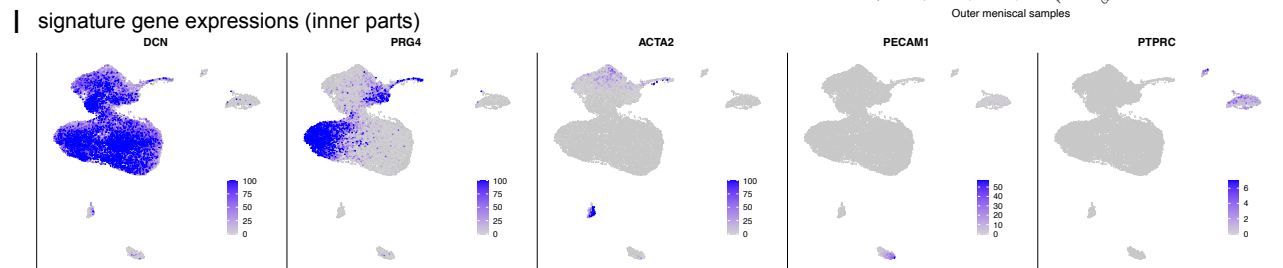 Outer meniscal samples
I signature gene expressions (inner parts)
DCN PRG4 ACTA2 PECAM1 PTPRC
100 100 100 50 6
75 75 75 40 4
50 50 50 30 2
25 25 25 20 0
0 0 0 10
0